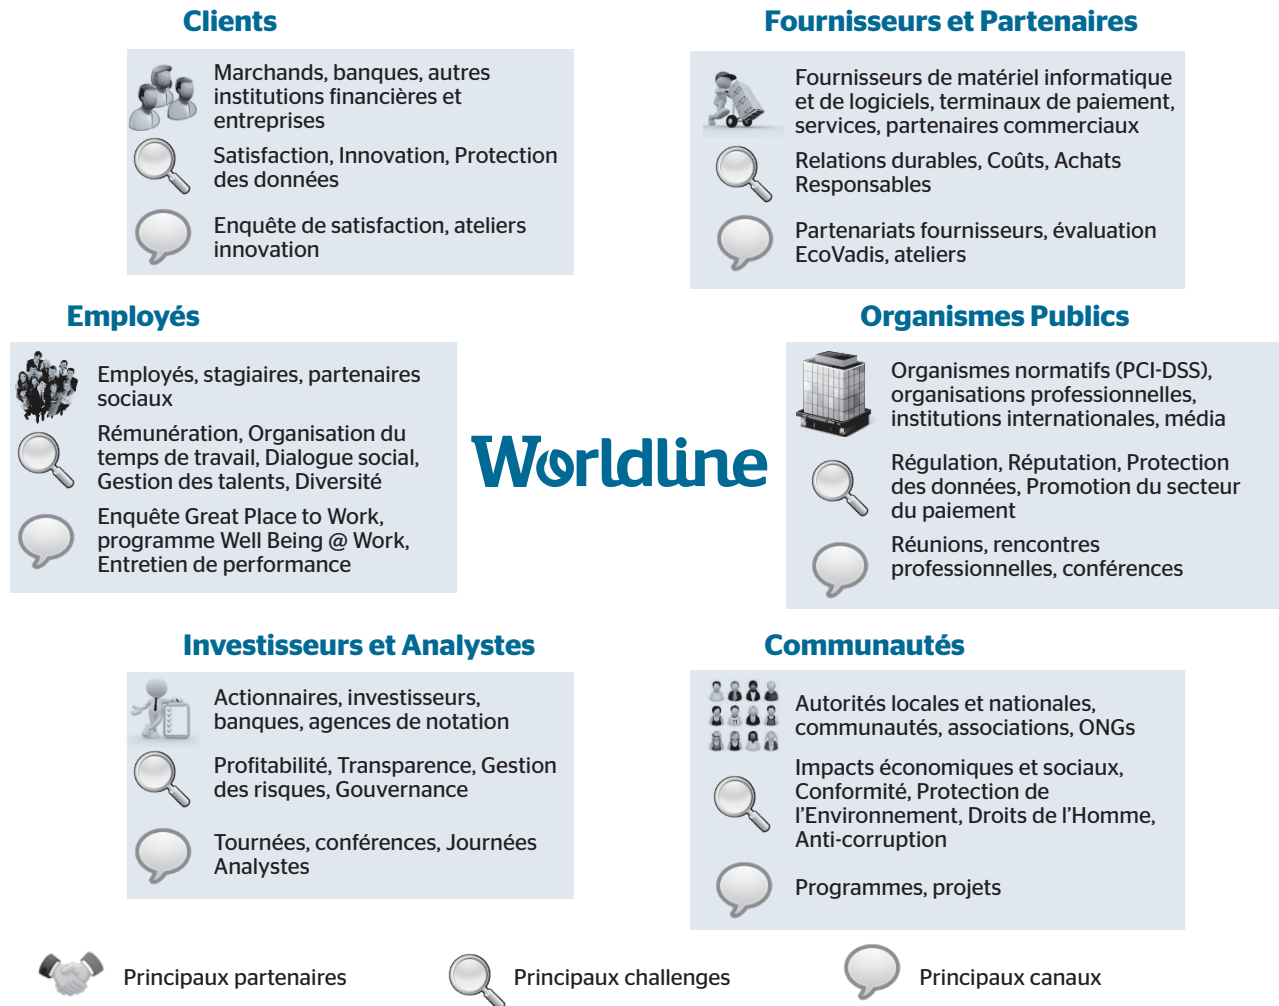 Clients
Marchands, banques, autres
institutions financières et
entreprises
Satisfaction, Innovation, Protection
des données
Enquête de satisfaction, ateliers
innovation
Fournisseurs et Partenaires
Fournisseurs de matériel informatique
et de logiciels, terminaux de paiement,
services, partenaires commerciaux
Relations durables, Coûts, Achats
Responsables
Partenariats fournisseurs, évaluation
EcoVadis, ateliers
Employés
Employés, stagiaires, partenaires
sociaux
Rémunération, Organisation du
temps de travail, Dialogue social,
Gestion des talents, Diversité
Enquête Great Place to Work,
programme Well Being @ Work,
Entretien de performance
Worldline
Organismes Publics
Organismes normatifs (PCI-DSS),
organisations professionnelles,
institutions internationales, média
Régulation, Réputation, Protection
des données, Promotion du secteur
du paiement
Réunions, rencontres
professionnelles, conférences
Investisseurs et Analystes
Actionnaires, investisseurs,
banques, agences de notation
Profitabilité, Transparence, Gestion
des risques, Gouvernance
Tournées, conférences, Journées
Analystes
Communautés
Autorités locales et nationales,
communautés, associations, ONGs
Impacts économiques et sociaux,
Conformité, Protection de
l'Environnement, Droits de l'Homme,
Anti-corruption
Programmes, projets
Principaux partenaires
Principaux challenges
Principaux canaux